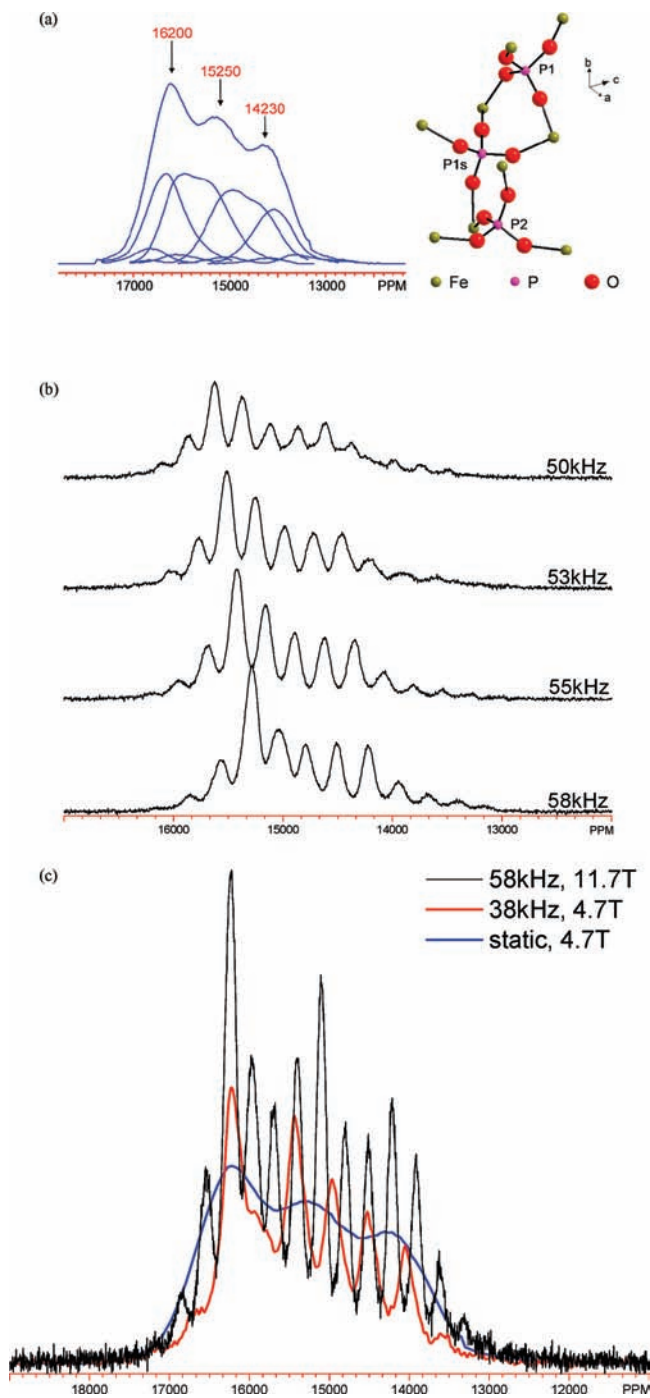 (a)
16200
15250
14230
17000 15000 13000 PPM
P1
b
c
a
P1s
P2
Fe P O
(b)
50kHz
53kHz
55kHz
58kHz
16000 15000 14000 13000 PPM
(c)
58kHz, 11.7T
38kHz, 4.7T
static, 4.7T
18000 17000 16000 15000 14000 13000 PPM